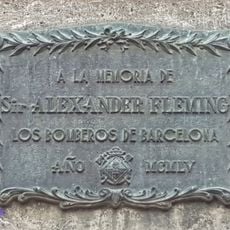 A LA MEMORIA DE
Sir ALEXANDER FLEMING
LOS BOMBEROS DE BARCELONA
AÑO MCMLV